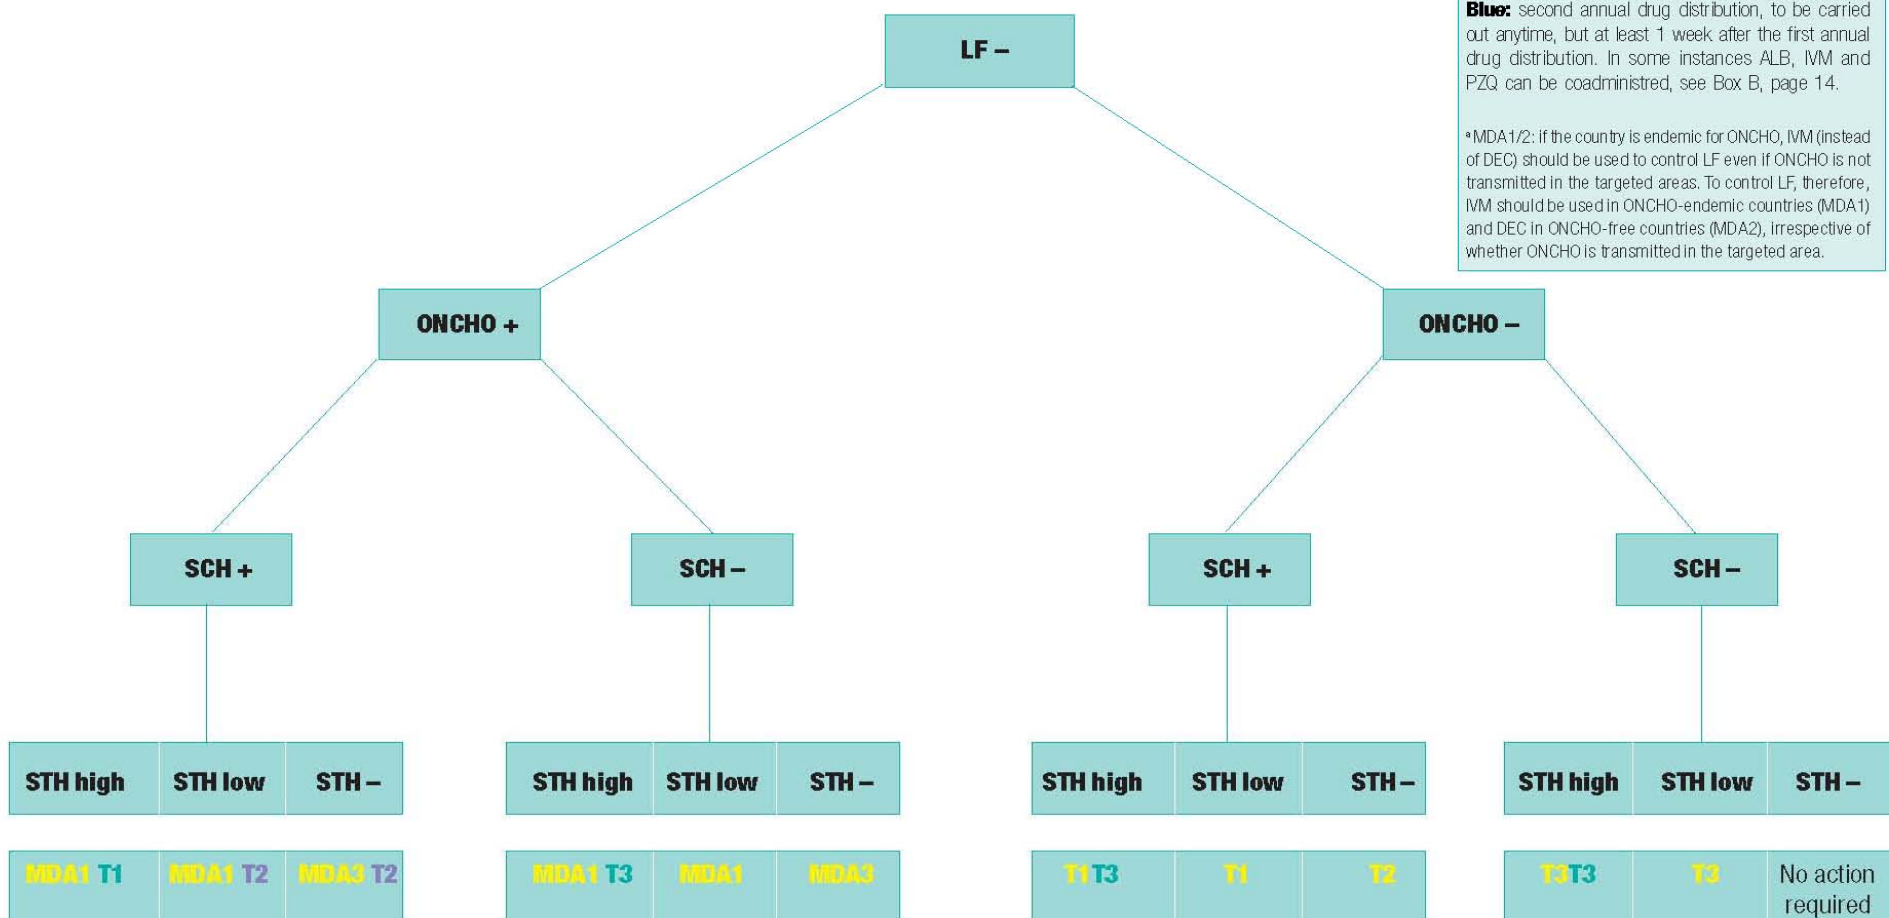 LF –
Blue: second annual drug distribution, to be carried
out anytime, but at least 1 week after the first annual
drug distribution. In some instances ALB, IVM and
PZQ can be coadministred, see Box B, page 14.
ᵃ MDA1/2: if the country is endemic for ONCHO, IVM (instead
of DEC) should be used to control LF even if ONCHO is not
transmitted in the targeted areas. To control LF, therefore,
IVM should be used in ONCHO-endemic countries (MDA1)
and DEC in ONCHO-free countries (MDA2), irrespective of
whether ONCHO is transmitted in the targeted area.
ONCHO + ONCHO –
SCH + SCH – SCH + SCH –
STH high STH low STH – STH high STH low STH – STH high STH low STH – STH high STH low STH –
MDA1 T1 MDA1 T2 MDA3 T2 MDA1 T3 MDA1 MDA3 T1T3 T1 T2 T3T3 T3 No action
required